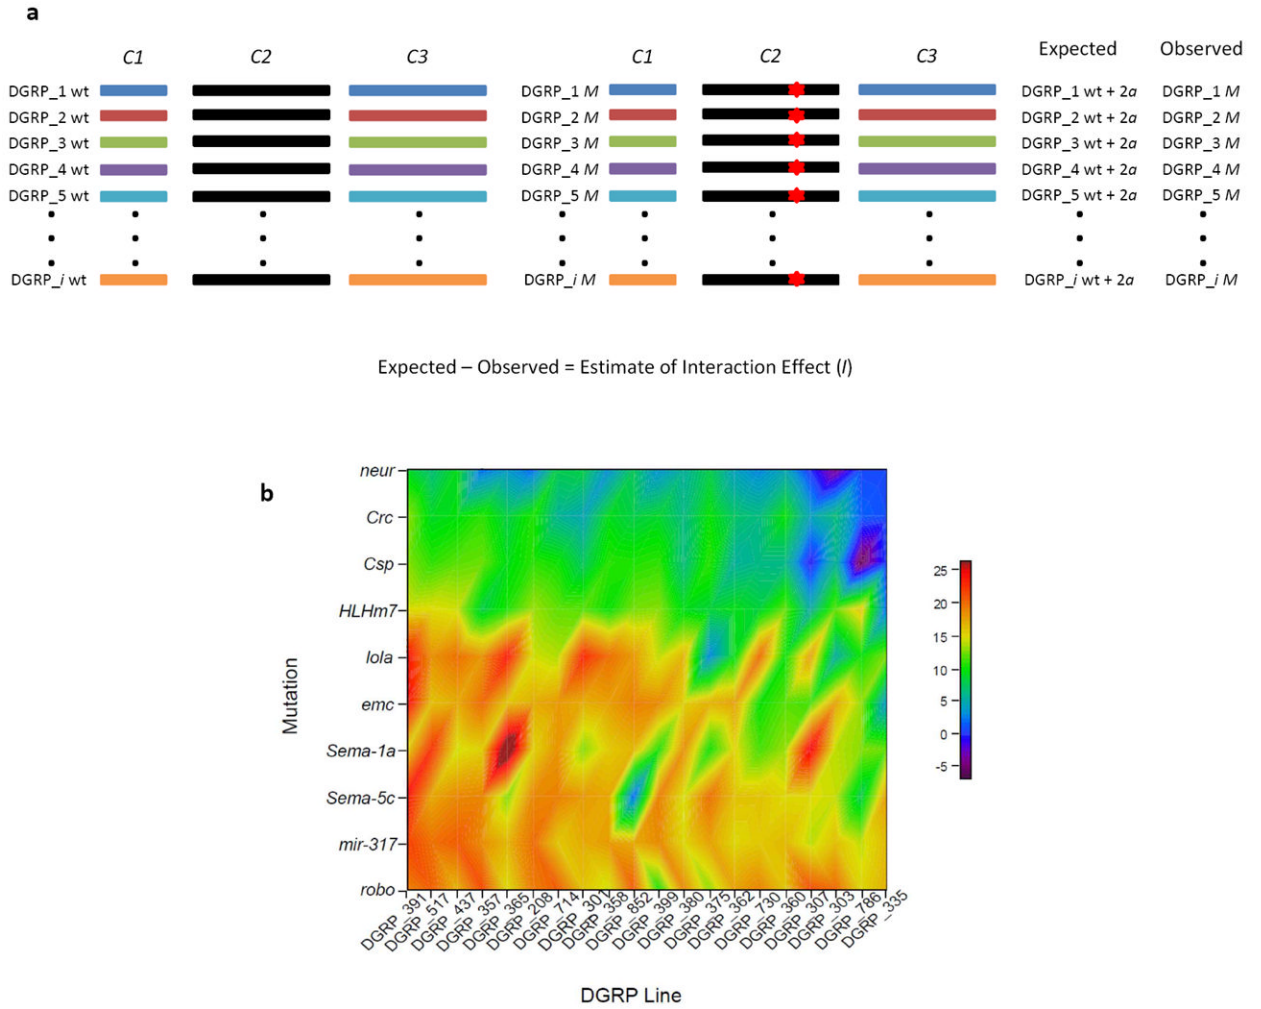 a
C1 C2 C3 C1 C2 C3 Expected Observed
DGRP_1 wt DGRP_1 M DGRP_1 wt + 2a DGRP_1 M
DGRP_2 wt DGRP_2 M DGRP_2 wt + 2a DGRP_2 M
DGRP_3 wt DGRP_3 M DGRP_3 wt + 2a DGRP_3 M
DGRP_4 wt DGRP_4 M DGRP_4 wt + 2a DGRP_4 M
DGRP_5 wt DGRP_5 M DGRP_5 wt + 2a DGRP_5 M
DGRP_i wt DGRP_i M DGRP_i wt + 2a DGRP_i M
Expected – Observed = Estimate of Interaction Effect (I)
b
Mutation
neur
Crc
Csp
HLHm7
lola
emc
Sema-1a
Sema-5c
mir-317
robo
25
20
15
10
5
0
-5
DGRP_391
DGRP_517
DGRP_437
DGRP_357
DGRP_365
DGRP_208
DGRP_714
DGRP_301
DGRP_358
DGRP_852
DGRP_399
DGRP_380
DGRP_375
DGRP_362
DGRP_730
DGRP_360
DGRP_307
DGRP_303
DGRP_786
DGRP_335
DGRP Line